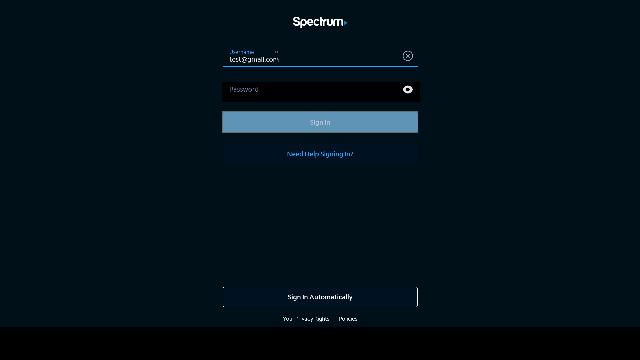 Spectrum
Username
test@gmail.com
Password
Sign In
Need Help Signing In?
Sign In Automatically
Your Privacy Rights Policies